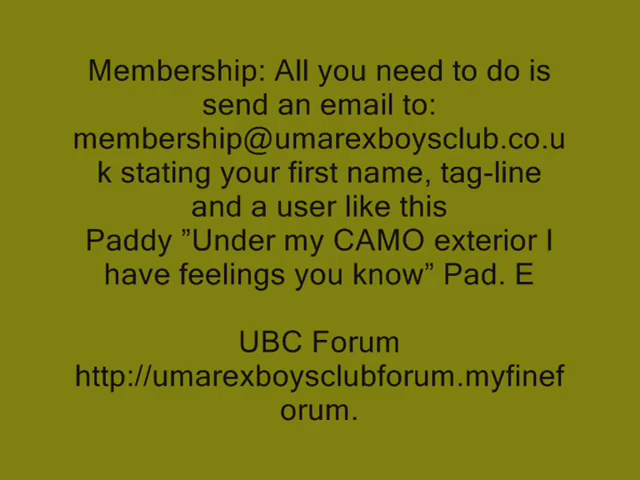 Membership: All you need to do is
send an email to:
membership@umarexboysclub.co.u
k stating your first name, tag-line
and a user like this
Paddy ”Under my CAMO exterior I
have feelings you know” Pad. E
UBC Forum
http://umarexboysclubforum.myfinef
orum.